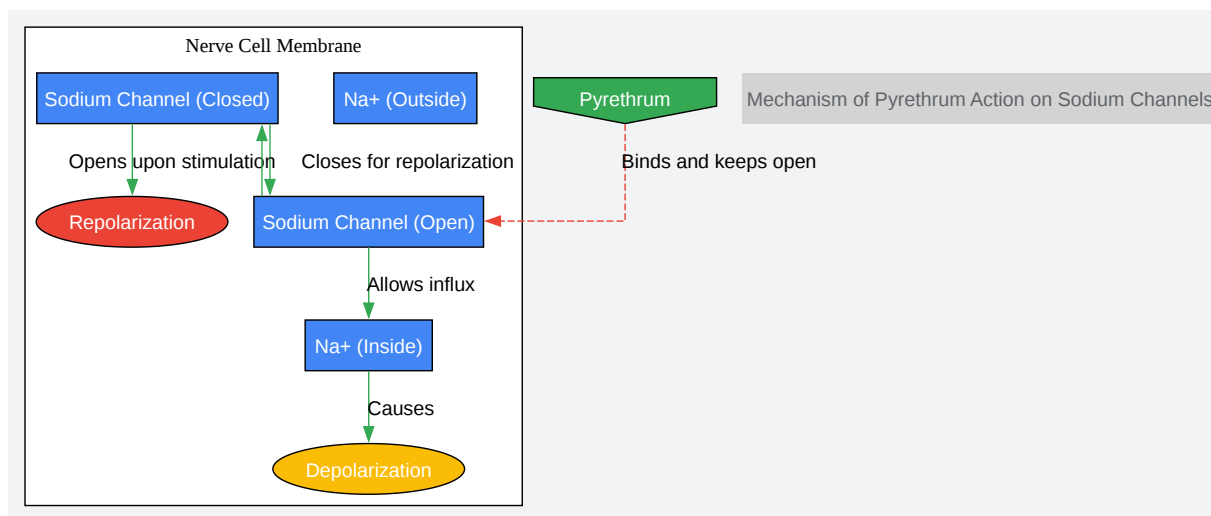 Nerve Cell Membrane
Sodium Channel (Closed)
Na+ (Outside)
Pyrethrum
Mechanism of Pyrethrum Action on Sodium Channels
Opens upon stimulation
Closes for repolarization
Binds and keeps open
Repolarization
Sodium Channel (Open)
Allows influx
Na+ (Inside)
Causes
Depolarization